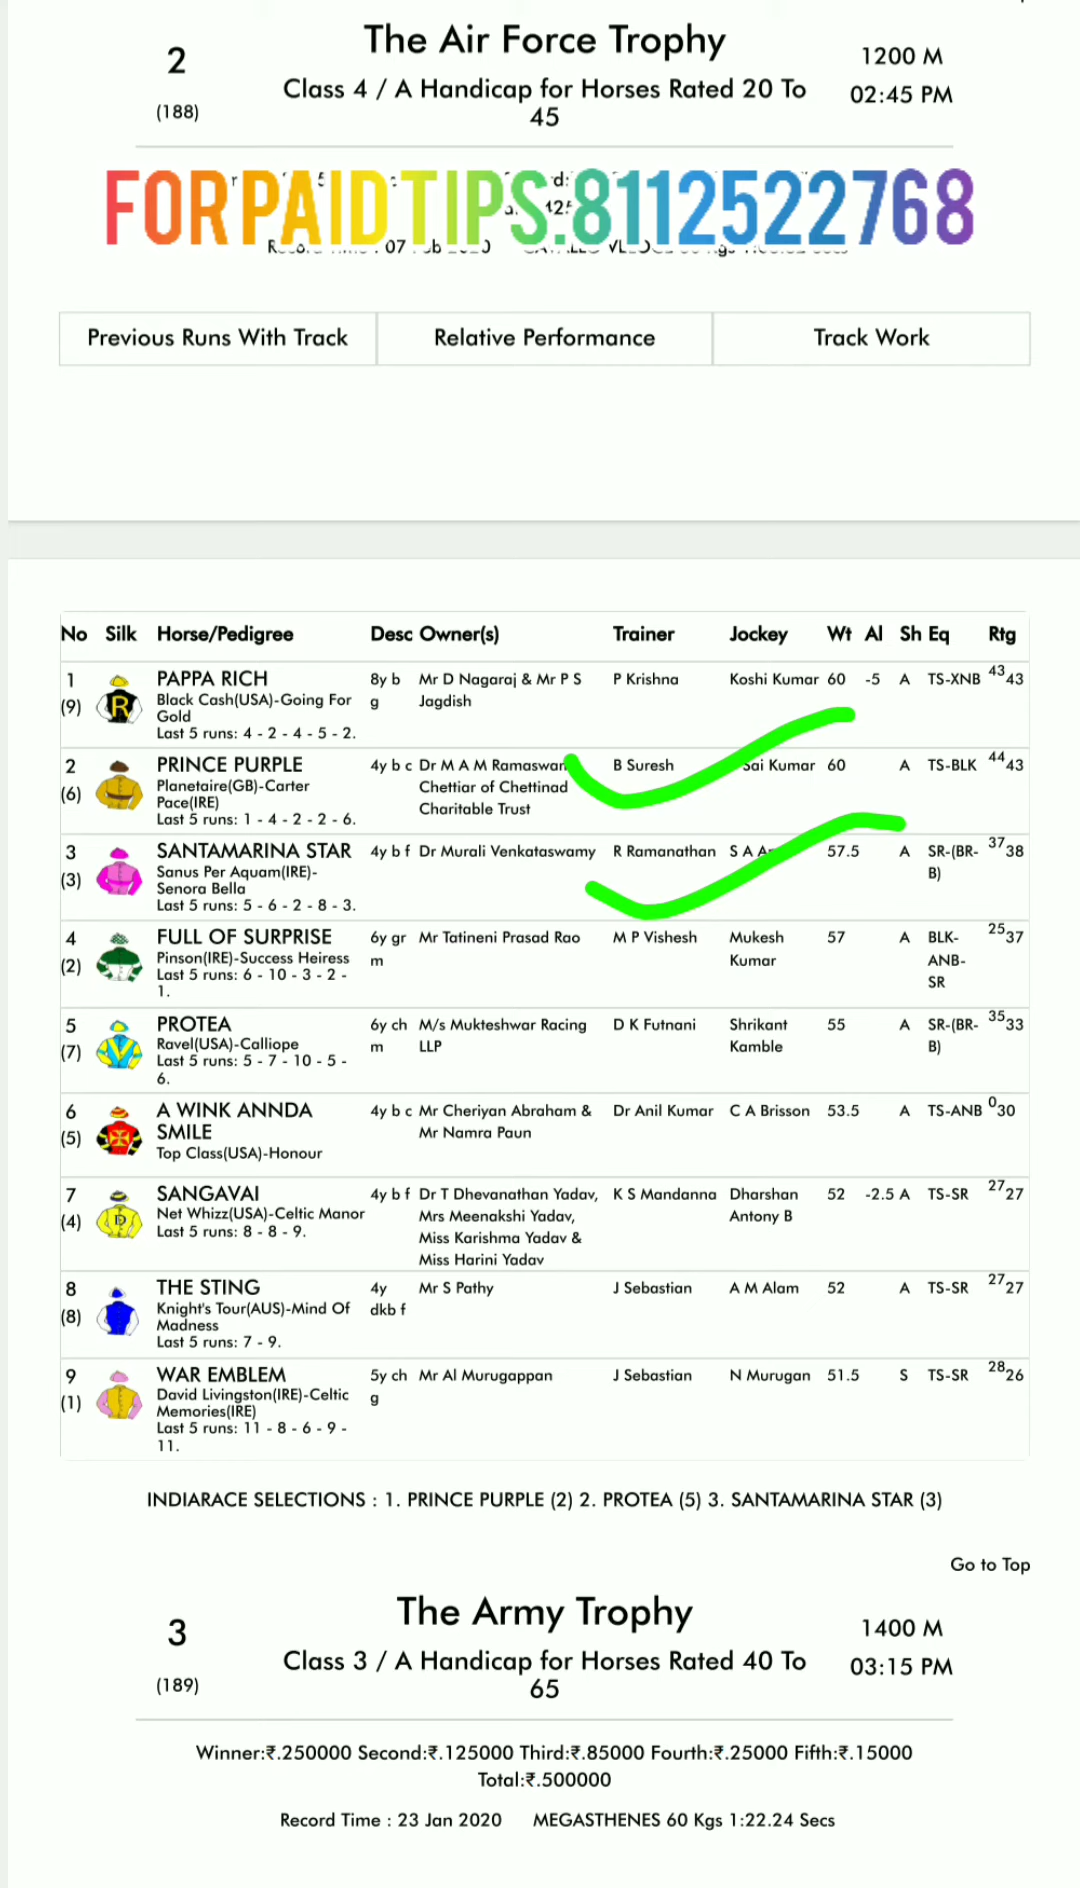 2
The Air Force Trophy
1200 M
(188)
Class 4 / A Handicap for Horses Rated 20 To
45
02:45 PM
FOR PAID TIPS:8112522768
07
Previous Runs With Track
Relative Performance
Track Work
No Silk Horse/Pedigree Desc Owner(s) Trainer Jockey Wt Al Sh Eq Rtg
1 PAPPA RICH 8y b Mr D Nagaraj & Mr P S P Krishna Koshi Kumar 60 -5 A TS-XNB 43 43
(9) R Black Cash(USA)-Going For g Jagdish
Gold
Last 5 runs: 4 - 2 - 4 - 5 - 2.
2 PRINCE PURPLE 4y b c Dr M A M Ramaswam B Suresh Sai Kumar 60 A TS-BLK 44 43
(6) Planetaire(GB)-Carter Chettiar of Chettinad
Pace(IRE) Charitable Trust
Last 5 runs: 1 - 4 - 2 - 2 - 6.
3 SANTAMARINA STAR 4y b f Dr Murali Venkataswamy R Ramanathan S A 57.5 A SR-(BR- 37 38
(3) Sanus Per Aquam(IRE)- B)
Senora Bella
Last 5 runs: 5 - 6 - 2 - 8 - 3.
4 FULL OF SURPRISE 6y gr Mr Tatineni Prasad Rao M P Vishesh Mukesh 57 A BLK- 25 37
(2) Pinson(IRE)-Success Heiress m Kumar ANB-
Last 5 runs: 6 - 10 - 3 - 2 - SR
1.
5 PROTEA 6y ch M/s Mukteshwar Racing D K Futnani Shrikant 55 A SR-(BR- 35 33
(7) Ravel(USA)-Calliope m LLP Kamble B)
Last 5 runs: 5 - 7 - 10 - 5 -
6.
6 A WINK ANNDA 4y b c Mr Cheriyan Abraham & Dr Anil Kumar C A Brisson 53.5 A TS-ANB 0 30
(5) SMILE Mr Namra Paun
Top Class(USA)-Honour
7 SANGAVAI 4y b f Dr T Dhevanathan Yadav, K S Mandanna Dharshan 52 -2.5 A TS-SR 27 27
(4) D Net Whizz(USA)-Celtic Manor Mrs Meenakshi Yadav, Antony B
Last 5 runs: 8 - 8 - 9. Miss Karishma Yadav &
Miss Harini Yadav
8 THE STING 4y Mr S Pathy J Sebastian A M Alam 52 A TS-SR 27 27
(8) Knight's Tour(AUS)-Mind Of dkb f
Madness
Last 5 runs: 7 - 9.
9 WAR EMBLEM 5y ch Mr Al Murugappan J Sebastian N Murugan 51.5 S TS-SR 28 26
(1) David Livingston(IRE)-Celtic g
Memories(IRE)
Last 5 runs: 11 - 8 - 6 - 9 -
11.
INDIARACE SELECTIONS : 1. PRINCE PURPLE (2) 2. PROTEA (5) 3. SANTAMARINA STAR (3)
Go to Top
3
The Army Trophy
1400 M
(189)
Class 3 / A Handicap for Horses Rated 40 To
65
03:15 PM
Winner:₹.250000 Second:₹.125000 Third:₹.85000 Fourth:₹.25000 Fifth:₹.15000
Total:₹.500000
Record Time : 23 Jan 2020 MEGASTHENES 60 Kgs 1:22.24 Secs